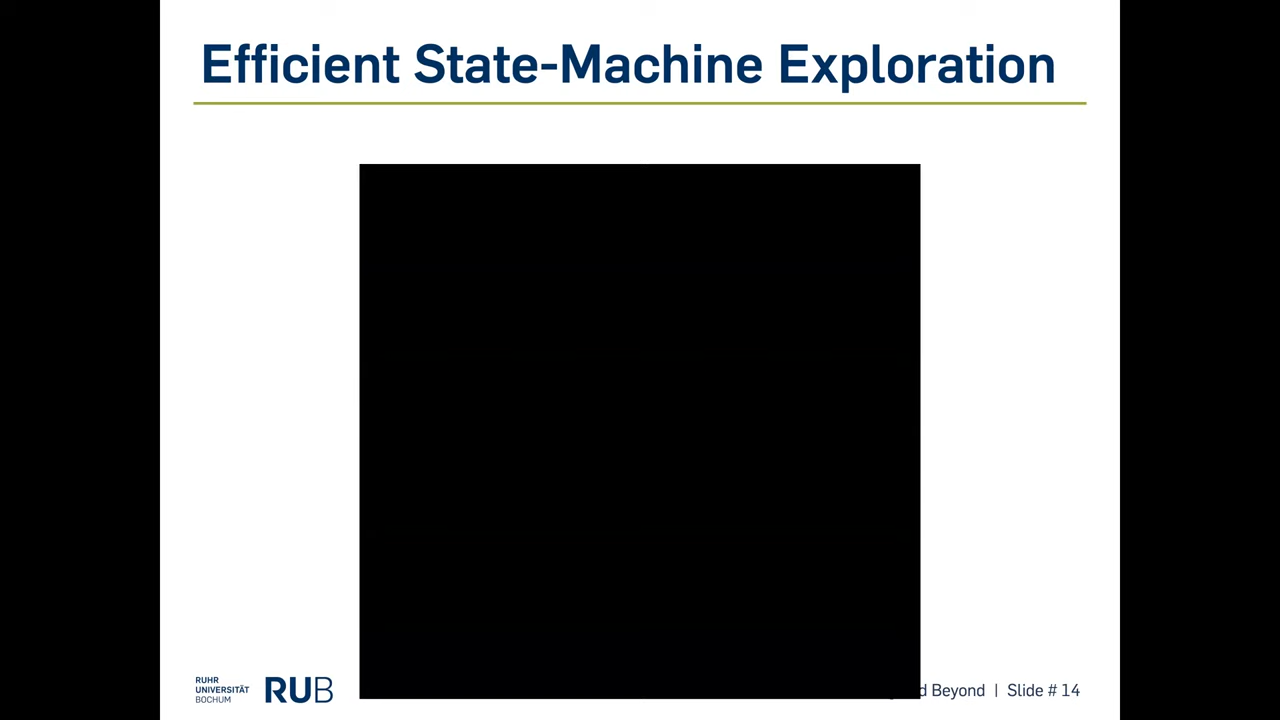 Efficient State-Machine Exploration
RUHR
UNIVERSITÄT
BOCHUM
RUB
Beyond | Slide # 14